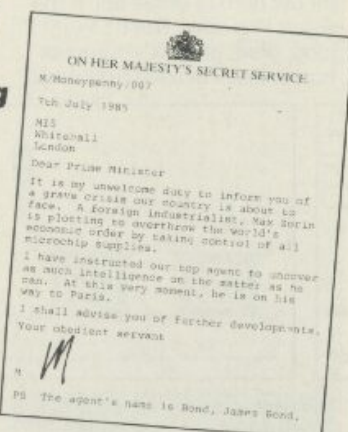 ON HER MAJESTY'S SECRET SERVICE
M/Moneypenny/007
7th July 1985
MI5
Whitehall
London
Dear Prime Minister
It is my unwelcome duty to inform you of
a grave crisis our country is about to
face. A foreign industrialist, Max Zorin
is plotting to overthrow the world's
economic order by taking control of all
microchip supplies.
I have instructed our top agent to uncover
as much intelligence on the matter as he
can. At this very moment, he is on his
way to Paris.
I shall advise you of further developments.
Your obedient servant
M
M
PS The agent's name is Bond, James Bond.